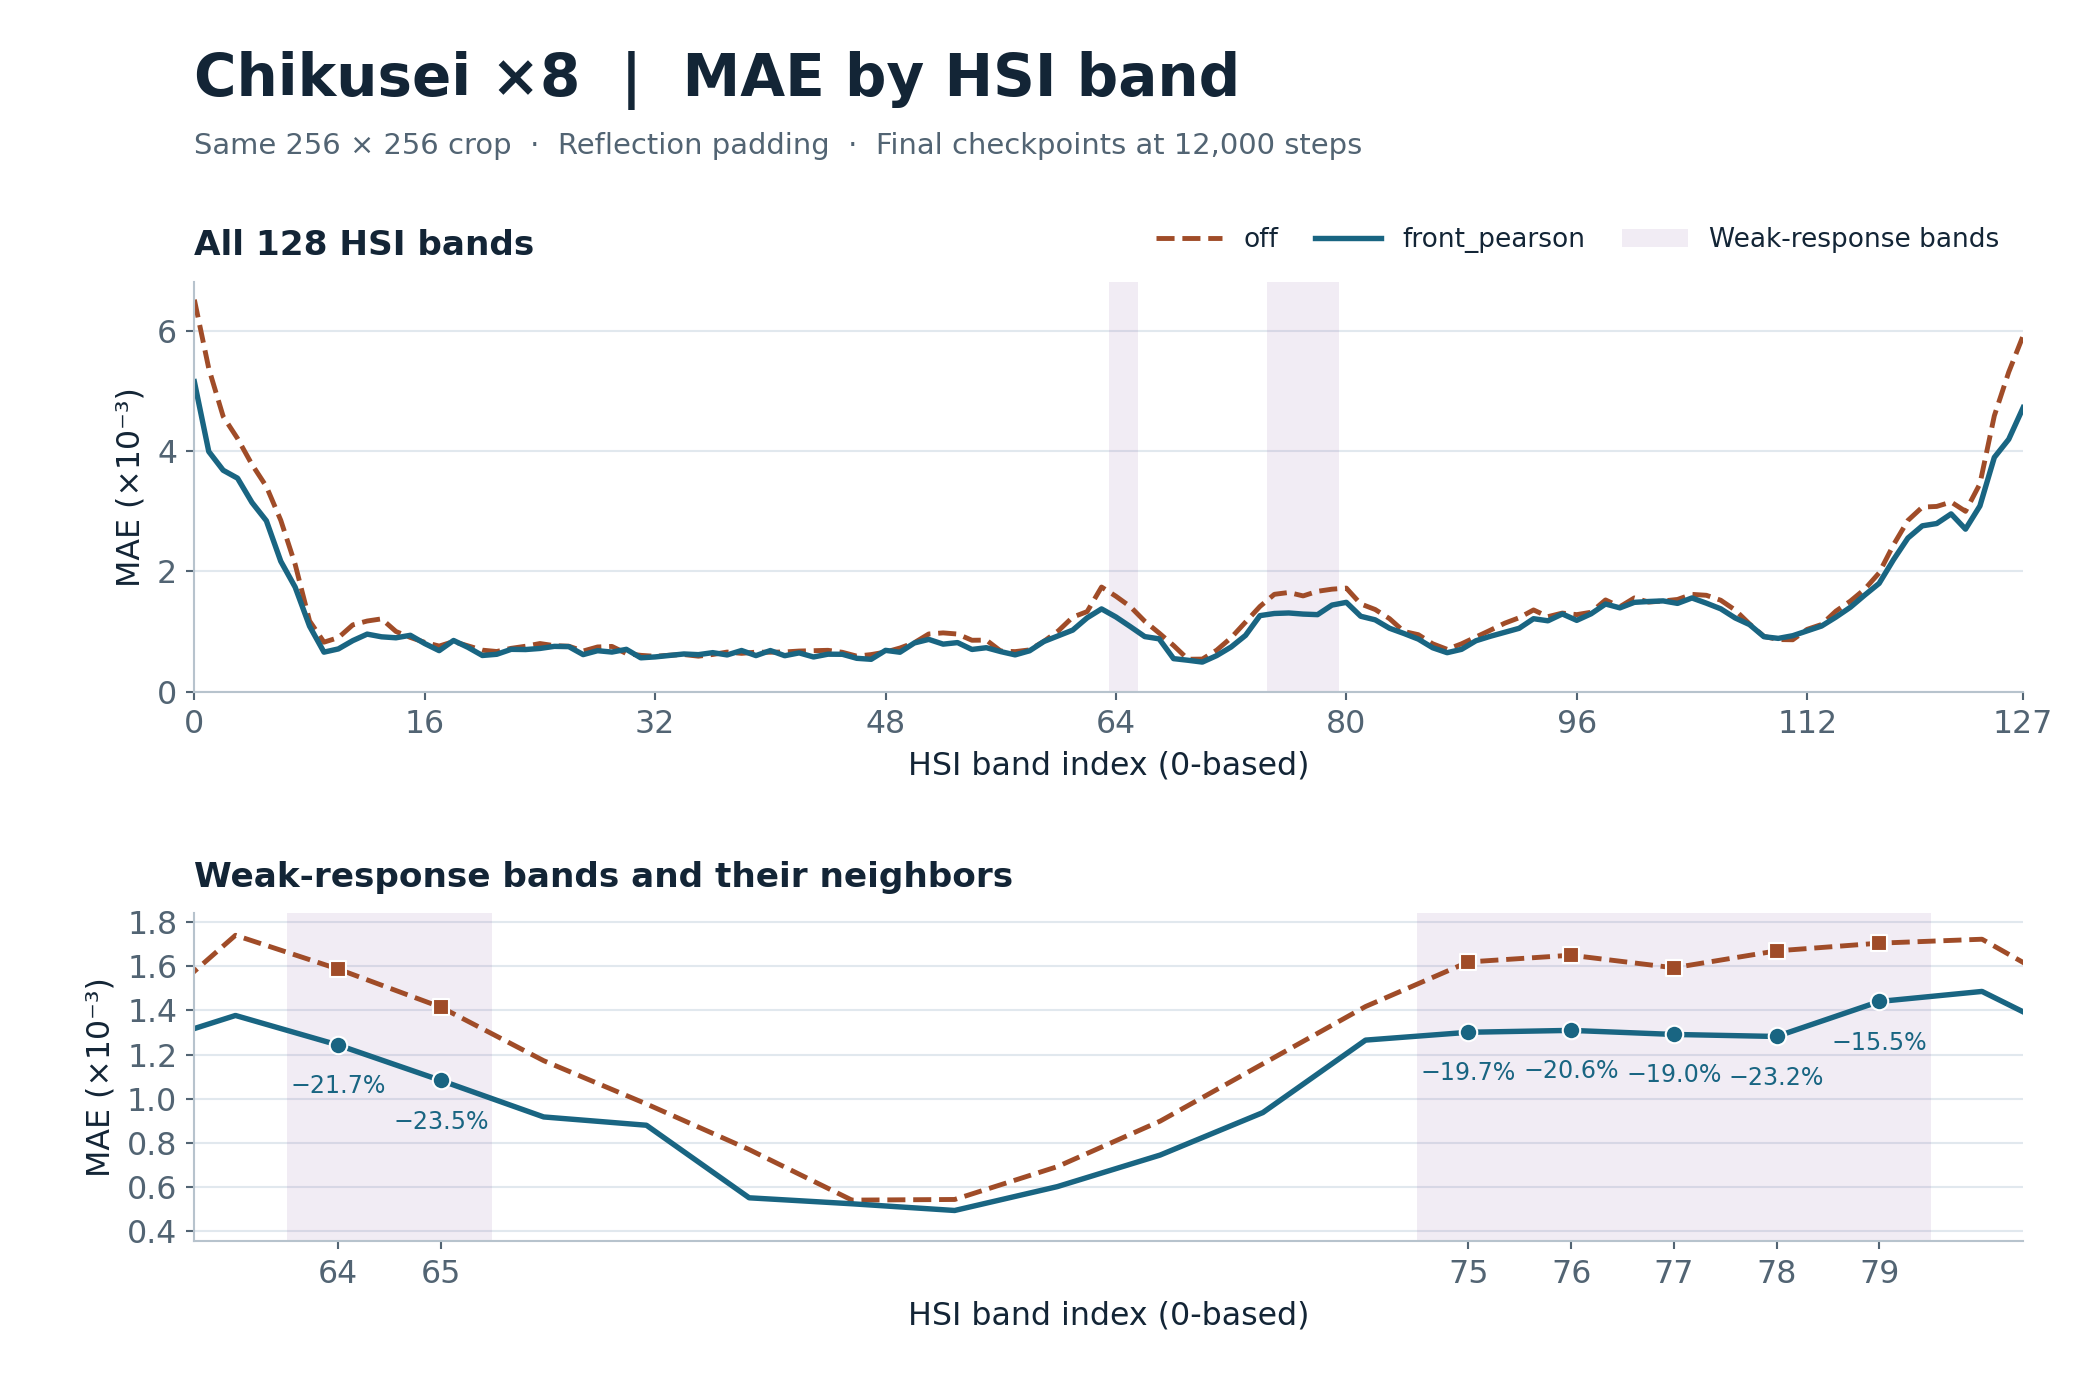 Chikusei ×8 | MAE by HSI band
Same 256 × 256 crop · Reflection padding · Final checkpoints at 12,000 steps
All 128 HSI bands
off front_pearson Weak-response bands
MAE (×10⁻³)
6
4
2
0
0 16 32 48 64 80 96 112 127
HSI band index (0-based)
Weak-response bands and their neighbors
MAE (×10⁻³)
1.8
1.6
1.4
1.2
1.0
0.8
0.6
0.4
−21.7%
−23.5%
−19.7% −20.6% −19.0% −23.2%
−15.5%
64 65 75 76 77 78 79
HSI band index (0-based)